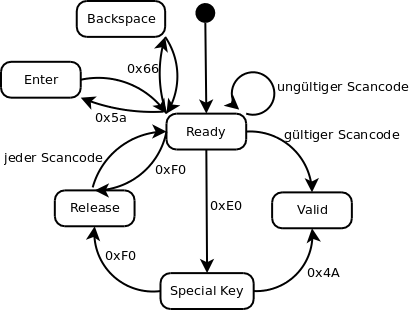 Backspace
0x66
Enter
ungültiger Scancode
0x5a
Ready
gültiger Scancode
jeder Scancode
0xF0
Release
0xE0
Valid
0xF0
0x4A
Special Key